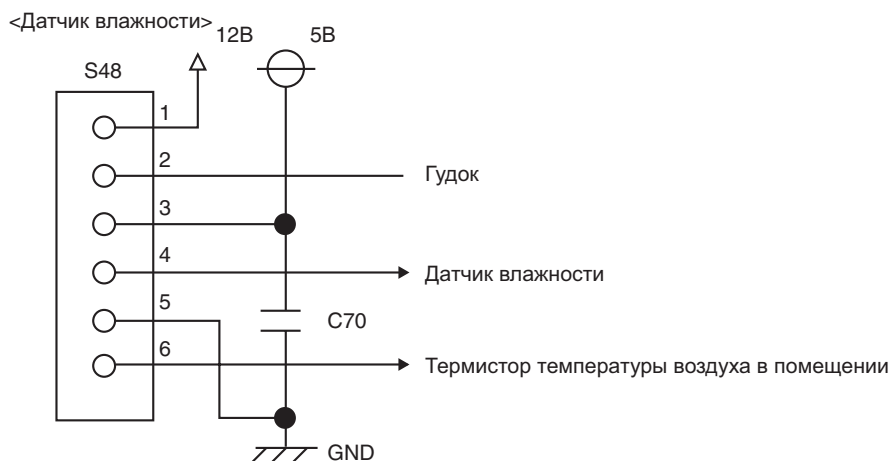 <Датчик влажности>
12В
5В
S48
1
2
Гудок
3
4
Датчик влажности
5
C70
6
Термистор температуры воздуха в помещении
GND